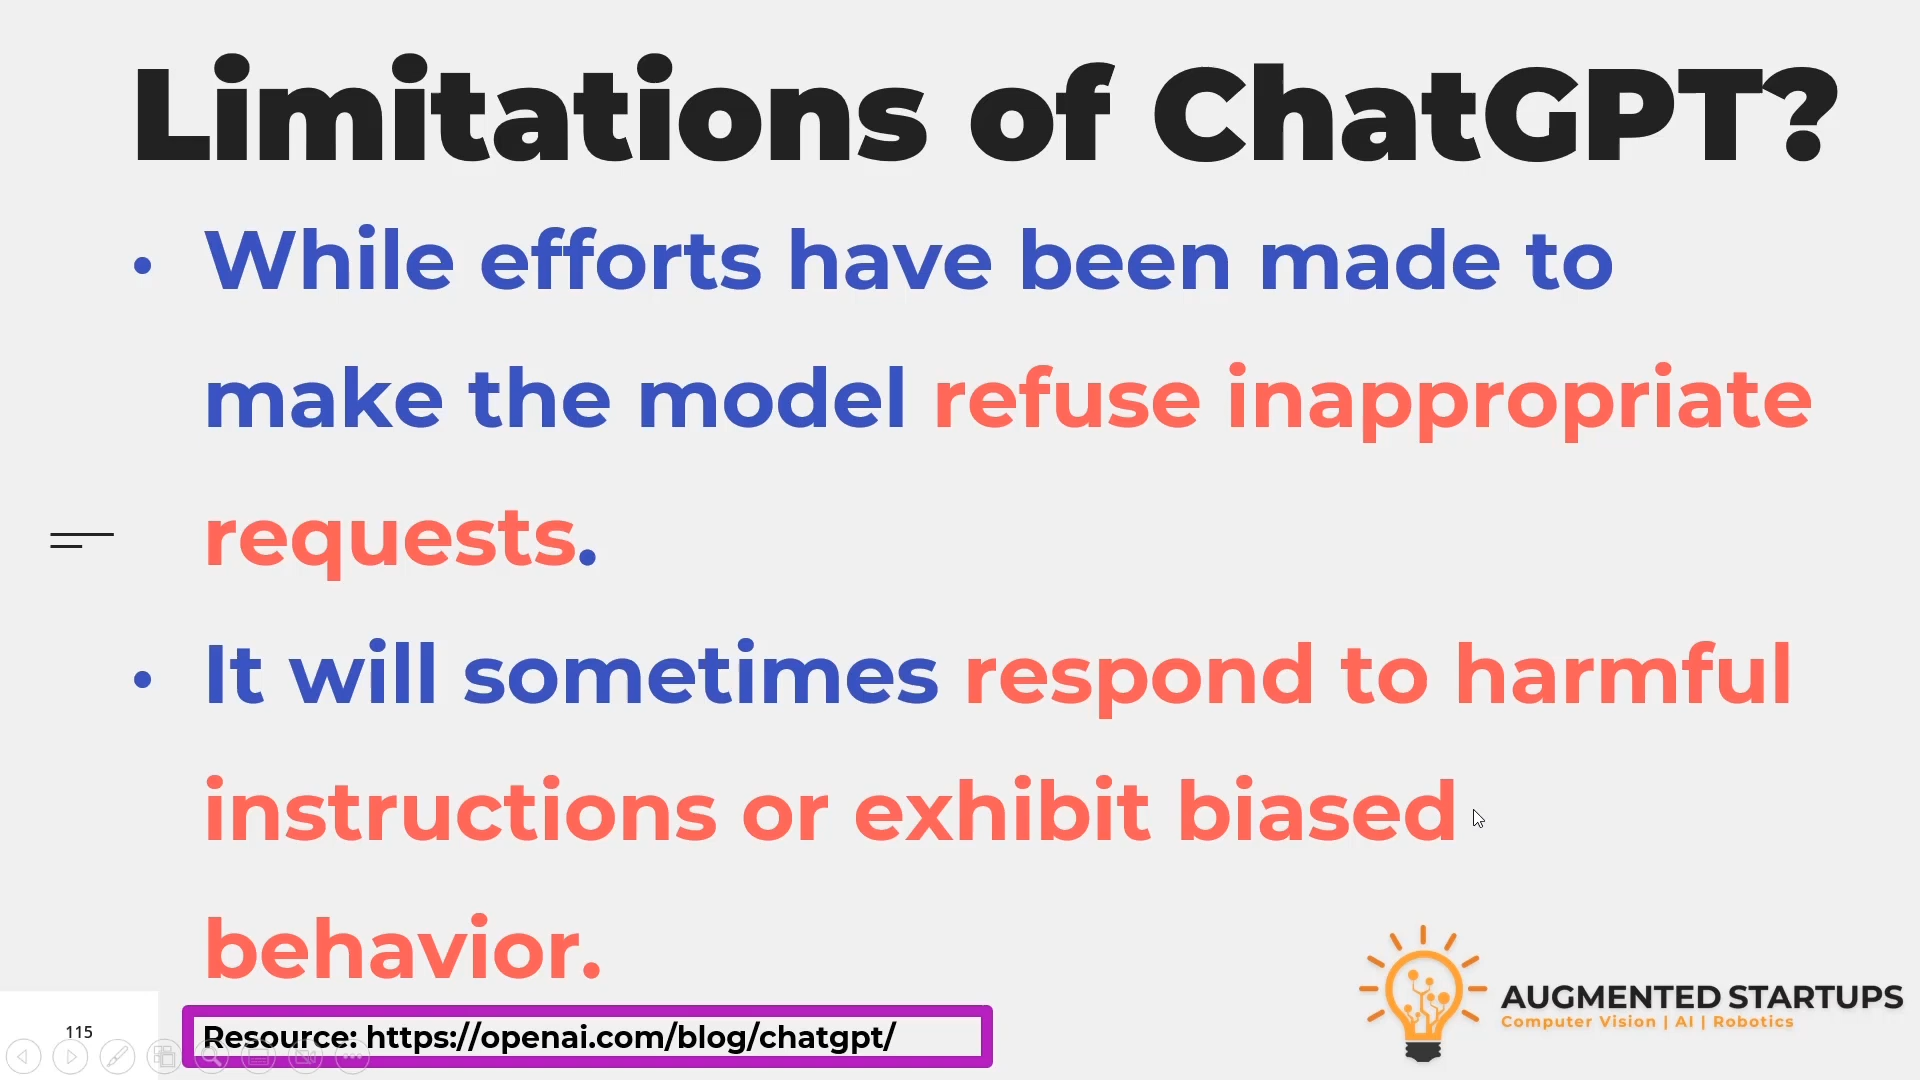 Limitations of ChatGPT?
• While efforts have been made to
make the model refuse inappropriate
requests.
• It will sometimes respond to harmful
instructions or exhibit biased
behavior.
115
Resource: https://openai.com/blog/chatgpt/
AUGMENTED STARTUPS
Computer Vision | AI | Robotics